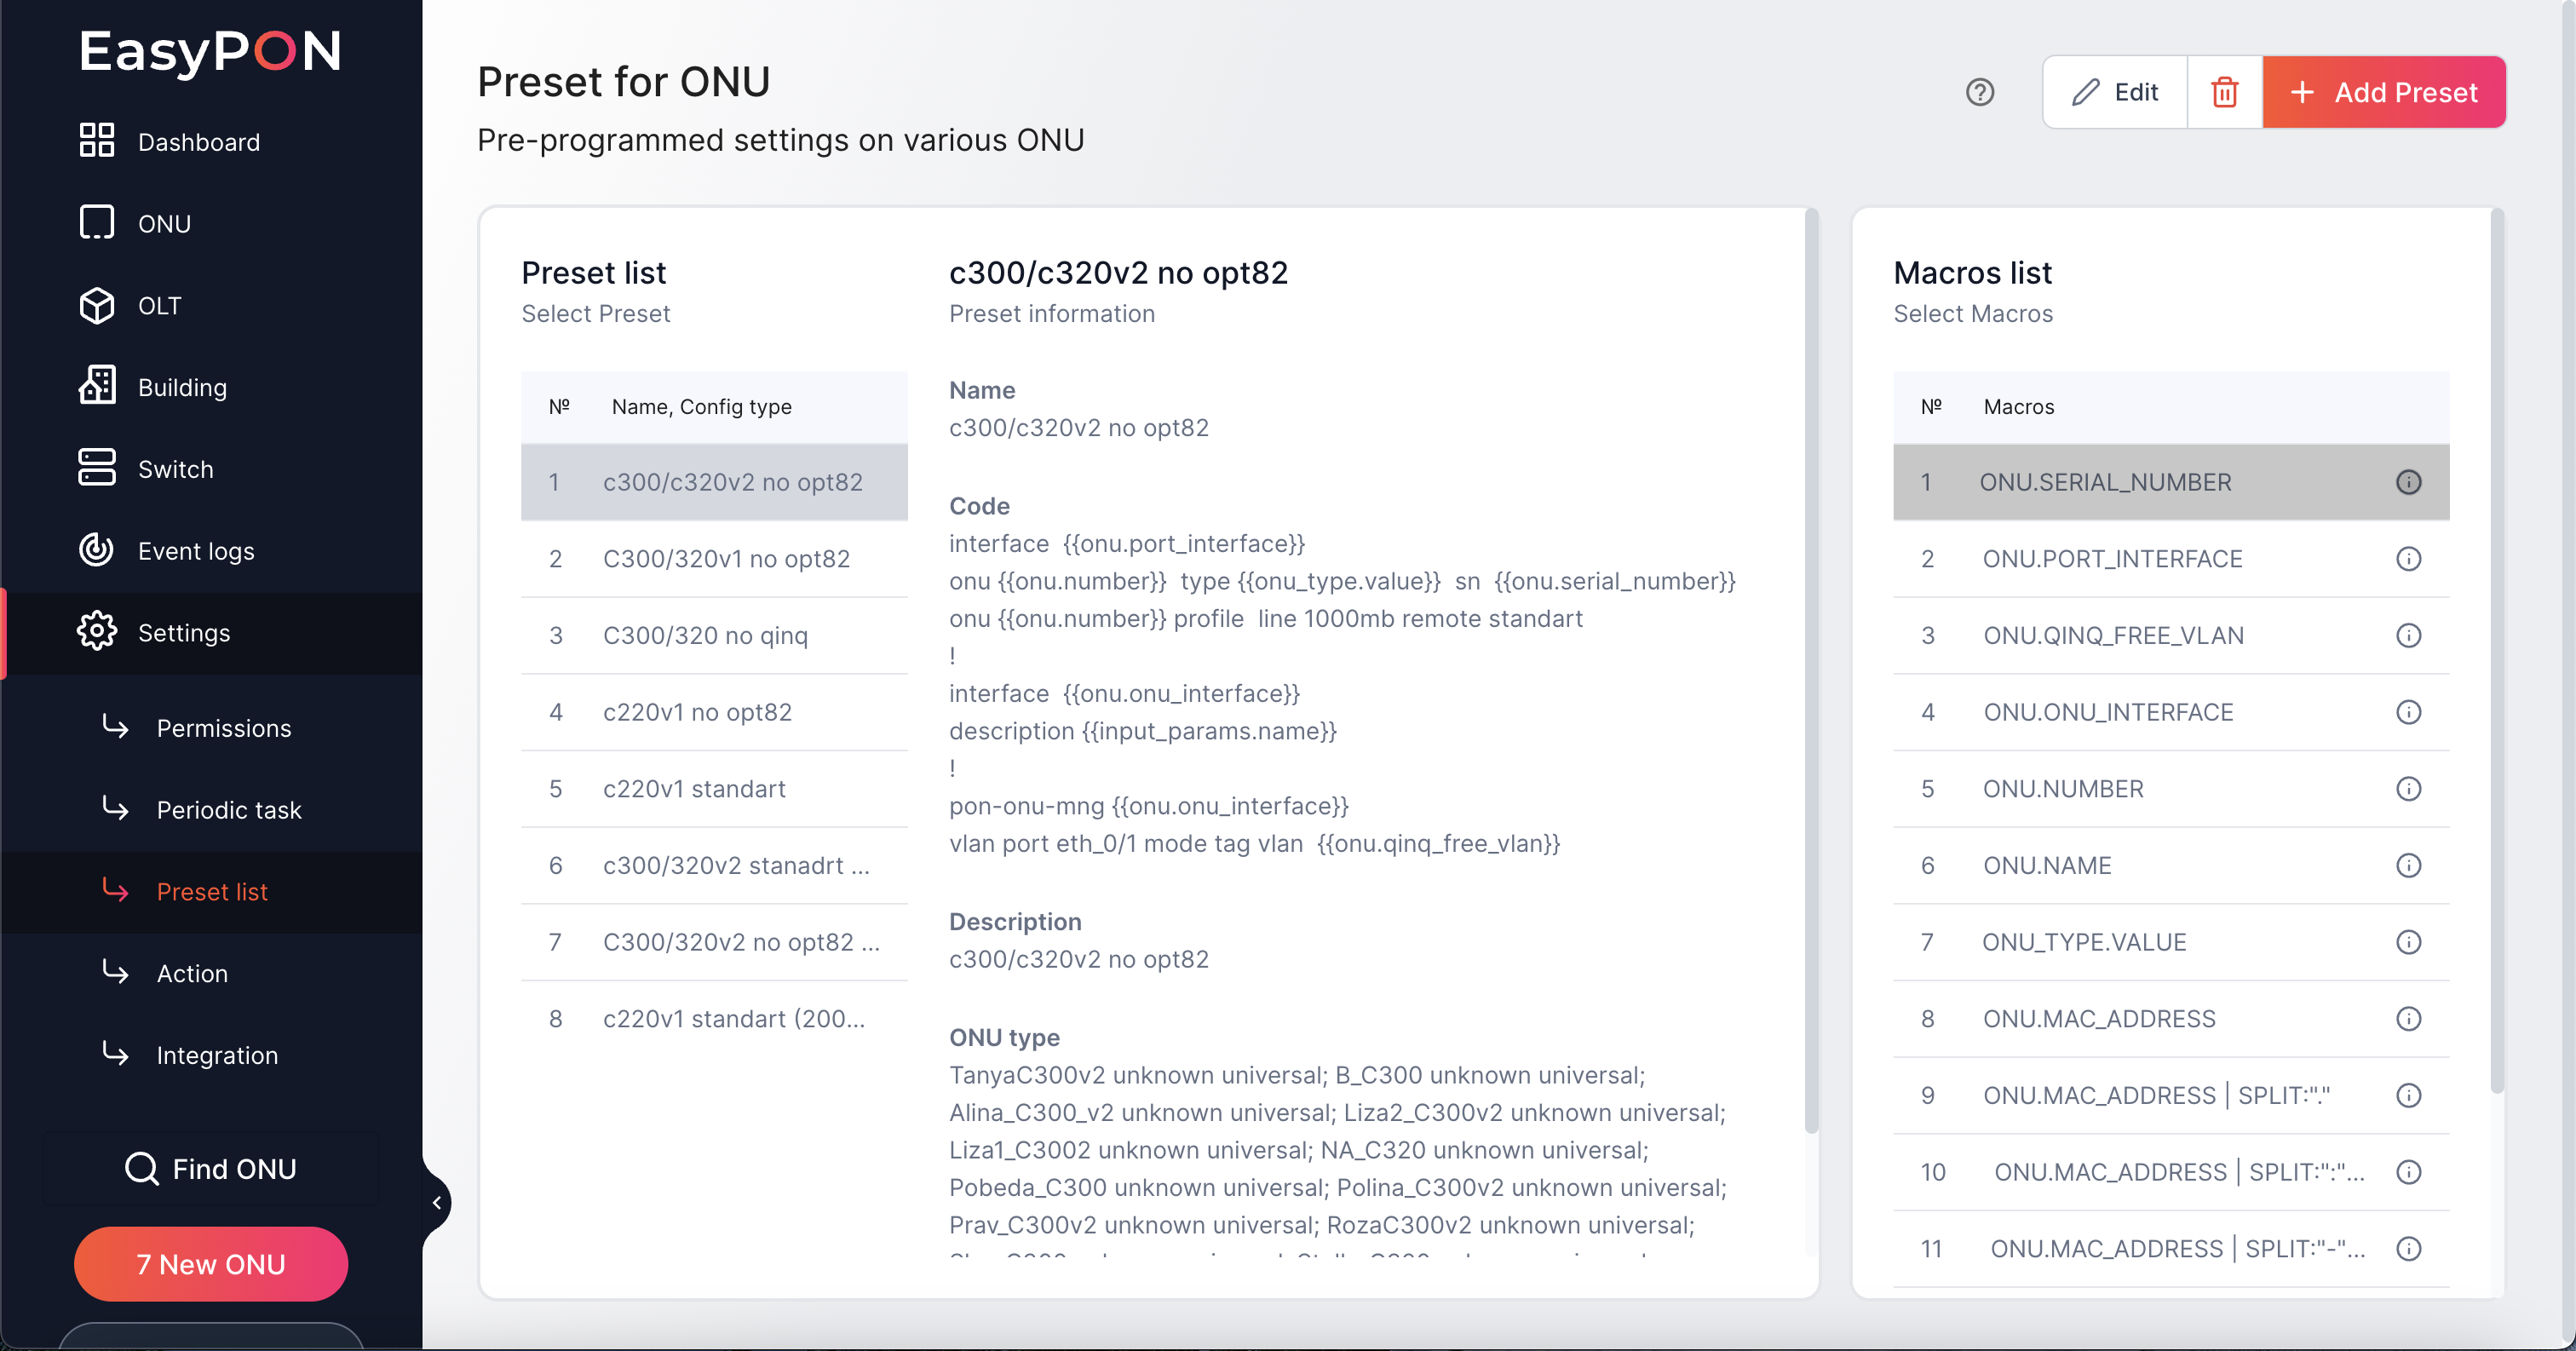 EasyPON
Dashboard
ONU
OLT
Building
Switch
Event logs
Settings
Permissions
Periodic task
Preset list
Action
Integration
Find ONU
7 New ONU
Preset for ONU
Pre-programmed settings on various ONU
Edit
Add Preset
Preset list
Select Preset
№ Name, Config type
1 c300/c320v2 no opt82
2 C300/320v1 no opt82
3 C300/320 no qinq
4 c220v1 no opt82
5 c220v1 standart
6 c300/320v2 stanadrt ...
7 C300/320v2 no opt82 ...
8 c220v1 standart (200...
c300/c320v2 no opt82
Preset information
Name
c300/c320v2 no opt82
Code
interface {{onu.port_interface}}
onu {{onu.number}} type {{onu_type.value}} sn {{onu.serial_number}}
onu {{onu.number}} profile line 1000mb remote standart
!
interface {{onu.onu_interface}}
description {{input_params.name}}
!
pon-onu-mng {{onu.onu_interface}}
vlan port eth_0/1 mode tag vlan {{onu.qinq_free_vlan}}
Description
c300/c320v2 no opt82
ONU type
TanyaC300v2 unknown universal; B_C300 unknown universal;
Alina_C300_v2 unknown universal; Liza2_C300v2 unknown universal;
Liza1_C3002 unknown universal; NA_C320 unknown universal;
Pobeda_C300 unknown universal; Polina_C300v2 unknown universal;
Prav_C300v2 unknown universal; RozaC300v2 unknown universal;
Macros list
Select Macros
№ Macros
1 ONU.SERIAL_NUMBER
2 ONU.PORT_INTERFACE
3 ONU.QINQ_FREE_VLAN
4 ONU.ONU_INTERFACE
5 ONU.NUMBER
6 ONU.NAME
7 ONU_TYPE.VALUE
8 ONU.MAC_ADDRESS
9 ONU.MAC_ADDRESS | SPLIT:"."
10 ONU.MAC_ADDRESS | SPLIT:":"...
11 ONU.MAC_ADDRESS | SPLIT:"-"...